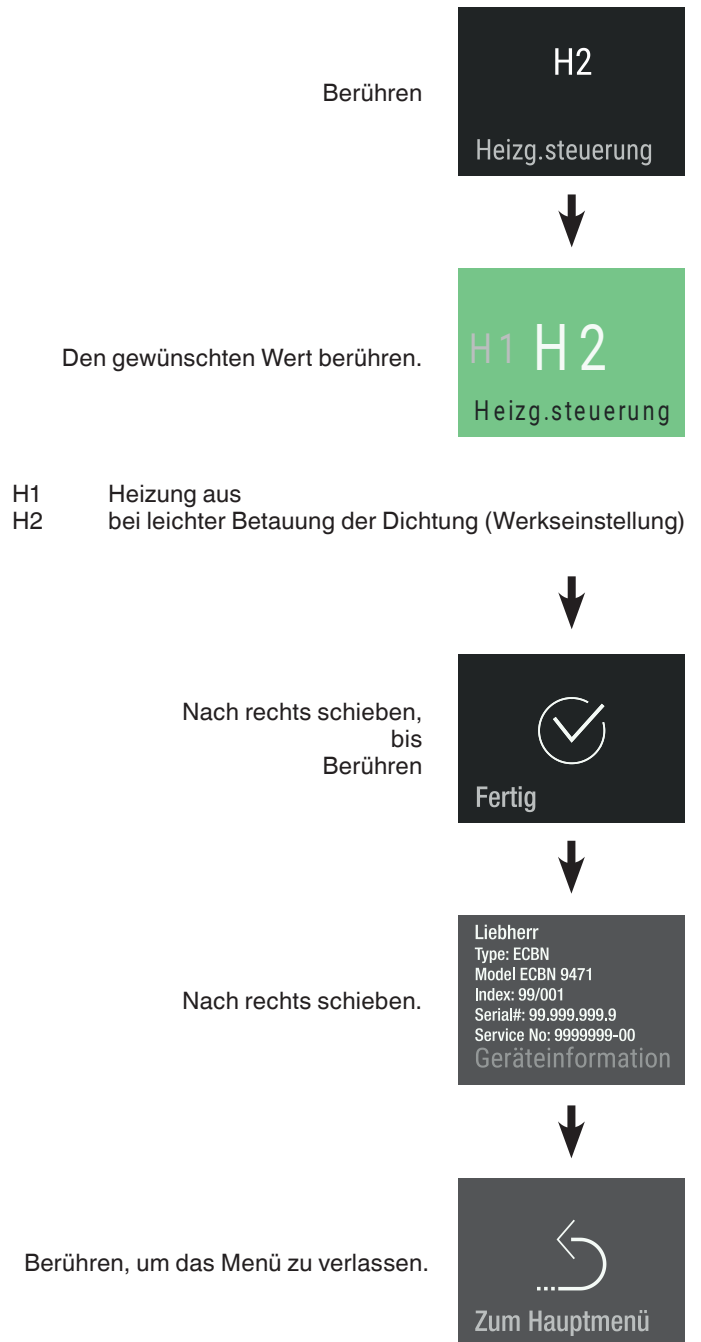 H2
Berühren
Heizg.steuerung
H1 H2
Den gewünschten Wert berühren.
Heizg.steuerung
H1 Heizung aus
H2 bei leichter Betauung der Dichtung (Werkseinstellung)
Nach rechts schieben,
bis
Berühren
Fertig
Liebherr
Type: ECBN
Model ECBN 9471
Index: 99/001
Serial#: 99.999.999.9
Service No: 9999999-00
Geräteinformation
Nach rechts schieben.
Berühren, um das Menü zu verlassen.
Zum Hauptmenü